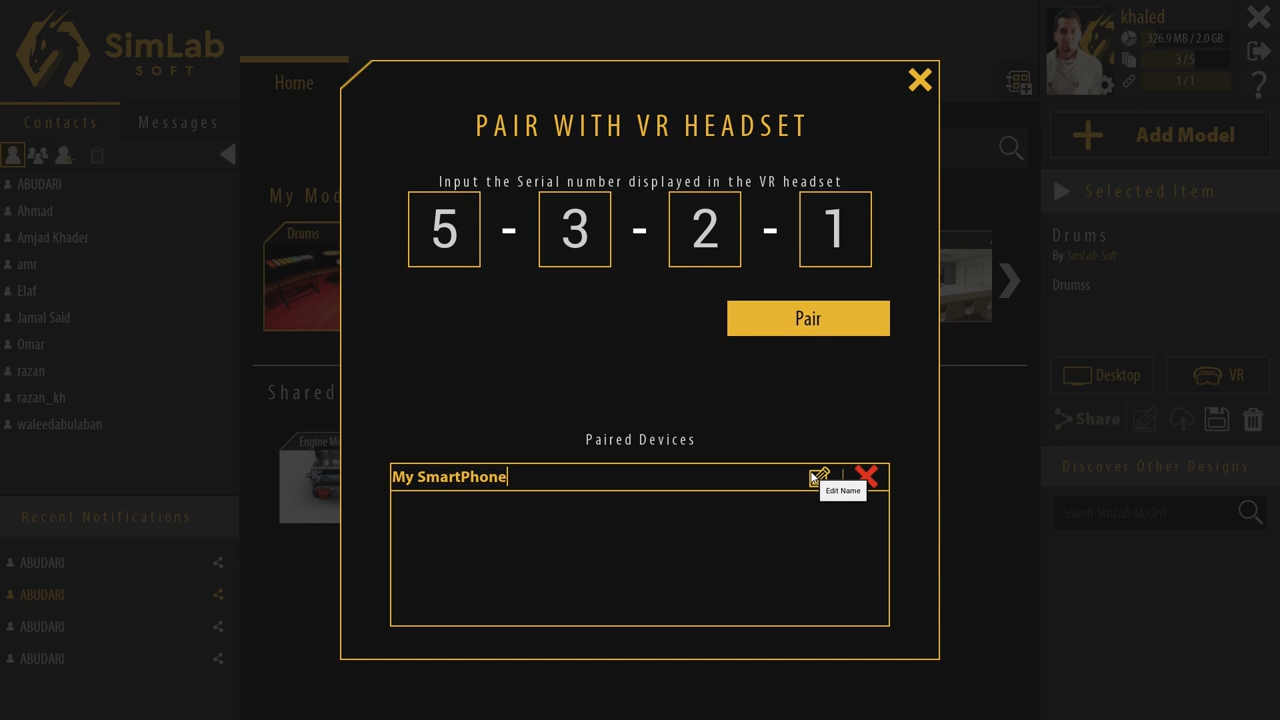 SimLab
SOFT
Home
khaled
326.9 MB / 2.0 GB
3 / 5
1 / 1
?
Contacts
Messages
ABUDARI
Ahmad
Amjad Khader
amr
Elaf
Jamal Said
Omar
razan
razan_kh
waleedabulaban
Recent Notifications
ABUDARI
ABUDARI
ABUDARI
ABUDARI
My Mod
Drums
Shared
Engine Mo
PAIR WITH VR HEADSET
Input the Serial number displayed in the VR headset
5 - 3 - 2 - 1
Pair
Paired Devices
My SmartPhone
Edit Name
Add Model
Selected Item
Drums
By SimLab-Soft
Drumss
Desktop
VR
Share
Discover Other Designs
Search SimLab Models